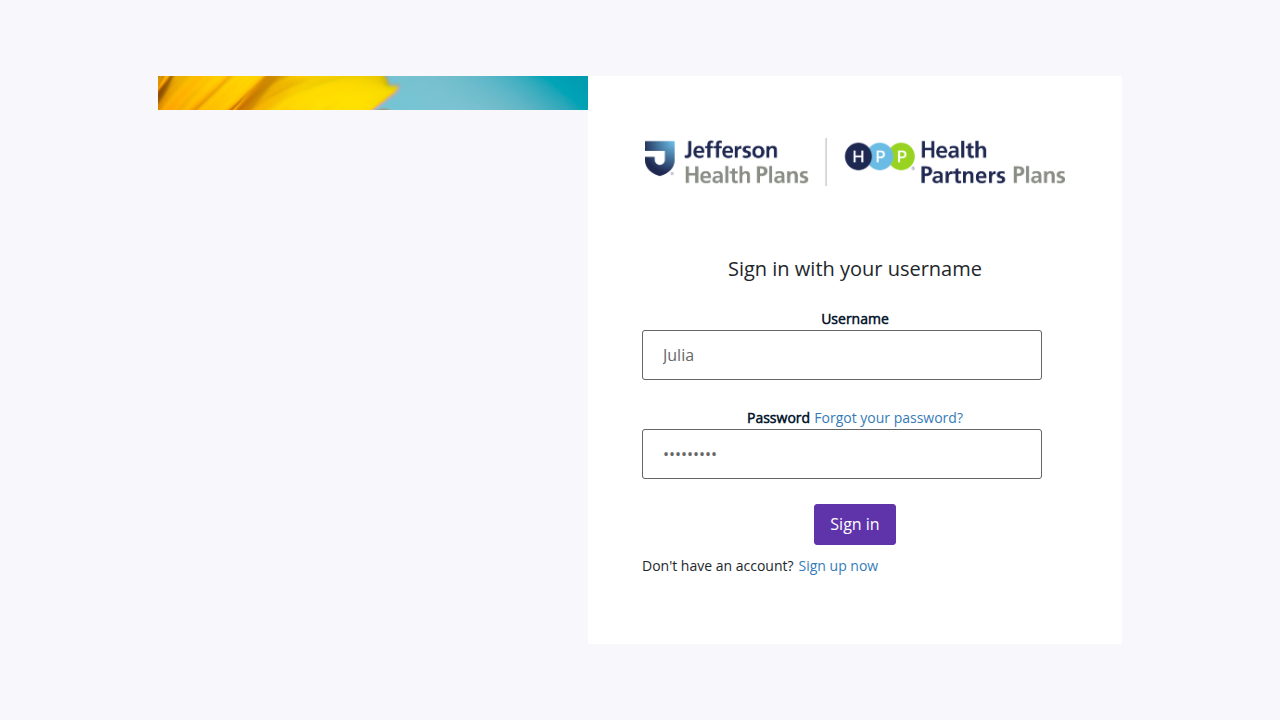 Jefferson
Health Plans
HPP Health
Partners Plans
Sign in with your username
Username
Julia
Password Forgot your password?
•••••••••
Sign in
Don't have an account? Sign up now